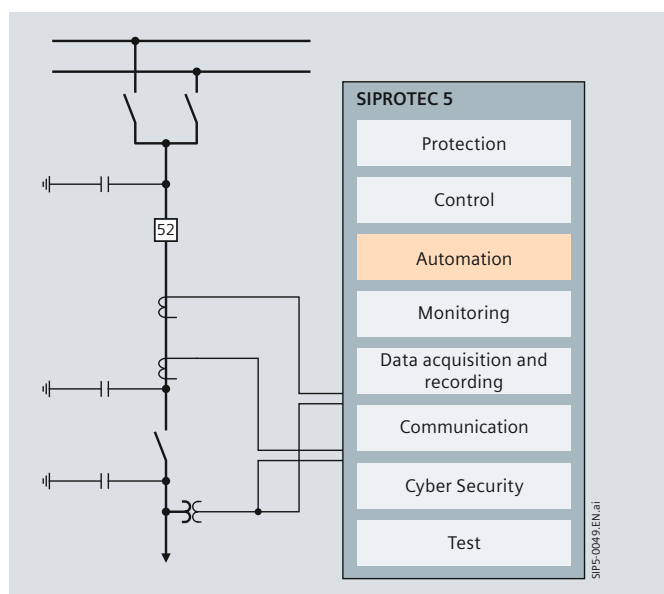 SIPROTEC 5
Protection
Control
52
Automation
Monitoring
Data acquisition and
recording
Communication
Cyber Security
Test
SIP5-0049.EN.ai